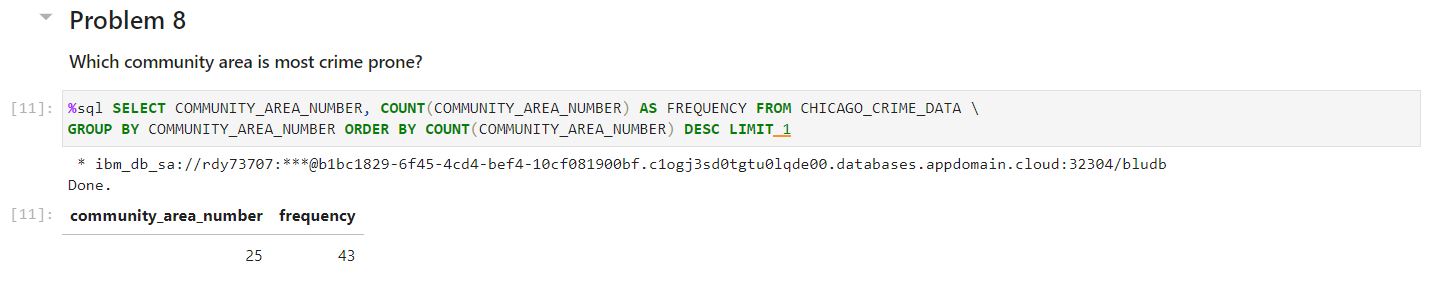 Problem 8
Which community area is most crime prone?
[11]: %sql SELECT COMMUNITY_AREA_NUMBER, COUNT(COMMUNITY_AREA_NUMBER) AS FREQUENCY FROM CHICAGO_CRIME_DATA \
GROUP BY COMMUNITY_AREA_NUMBER ORDER BY COUNT(COMMUNITY_AREA_NUMBER) DESC LIMIT 1
* ibm_db_sa://rdy73707:***@b1bc1829-6f45-4cd4-bef4-10cf081900bf.c1ogj3sd0tgtu0lqde00.databases.appdomain.cloud:32304/bludb
Done.
[11]: community_area_number frequency
25 43